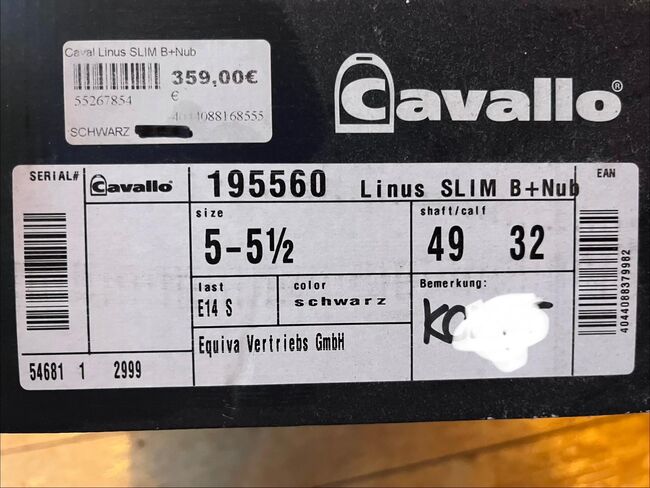 Caval Linus SLIM B+Nub
359,00€
55267854
€
088168555
SCHWARZ
Cavallo®
SERIAL#
Cavallo®
195560 Linus SLIM B+Nub
EAN
size
shaft/calf
5-5½
49 32
last
color
Bemerkung:
E14 S
schwarz
Equiva Vertriebs GmbH
54681 1 2999
4044088379982